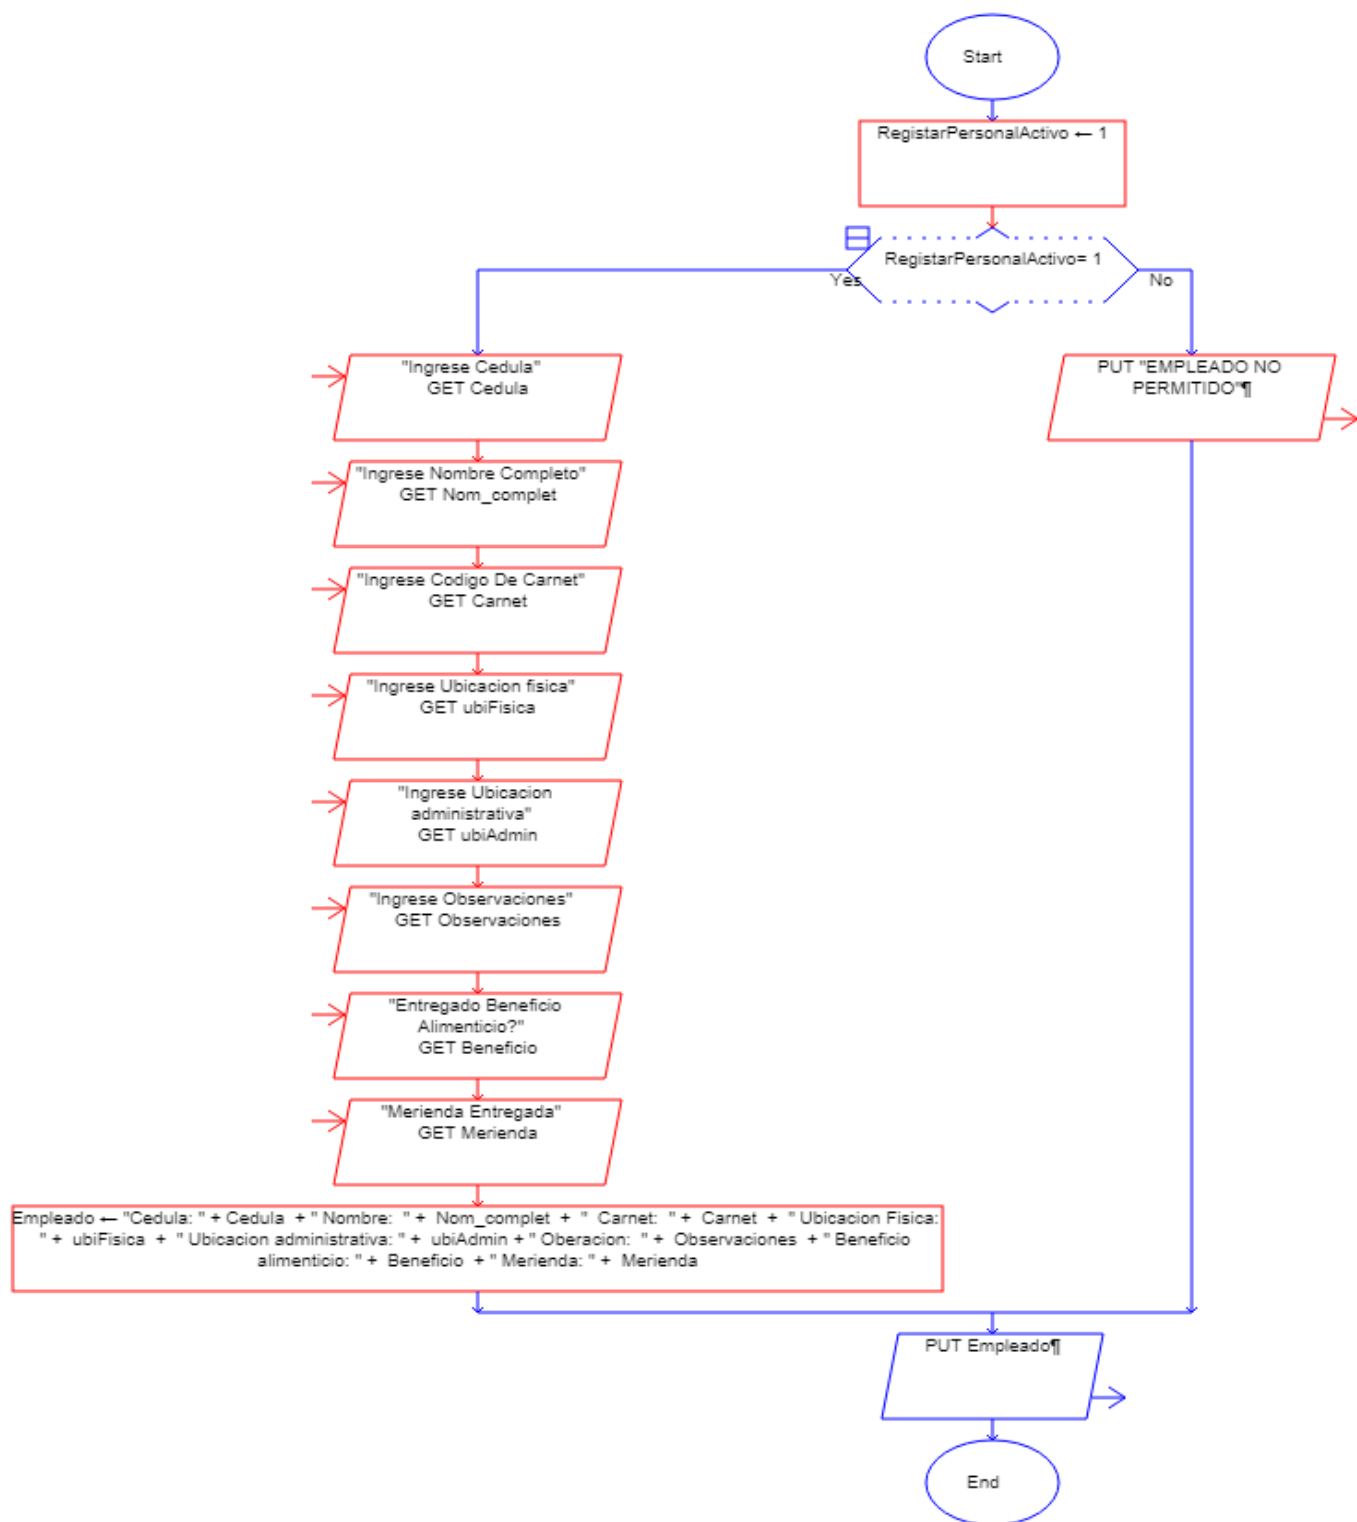 Start
RegistarPersonalActivo ← 1
RegistarPersonalActivo= 1
Yes
No
"Ingrese Cedula"
GET Cedula
PUT "EMPLEADO NO
PERMITIDO"¶
"Ingrese Nombre Completo"
GET Nom_complet
"Ingrese Codigo De Carnet"
GET Carnet
"Ingrese Ubicacion fisica"
GET ubiFisica
"Ingrese Ubicacion
administrativa"
GET ubiAdmin
"Ingrese Observaciones"
GET Observaciones
"Entregado Beneficio
Alimenticio?"
GET Beneficio
"Merienda Entregada"
GET Merienda
Empleado ← "Cedula: " + Cedula + " Nombre: " + Nom_complet + " Carnet: " + Carnet + " Ubicacion Fisica:
" + ubiFisica + " Ubicacion administrativa: " + ubiAdmin + " Oberacion: " + Observaciones + " Beneficio
alimenticio: " + Beneficio + " Merienda: " + Merienda
PUT Empleado¶
End